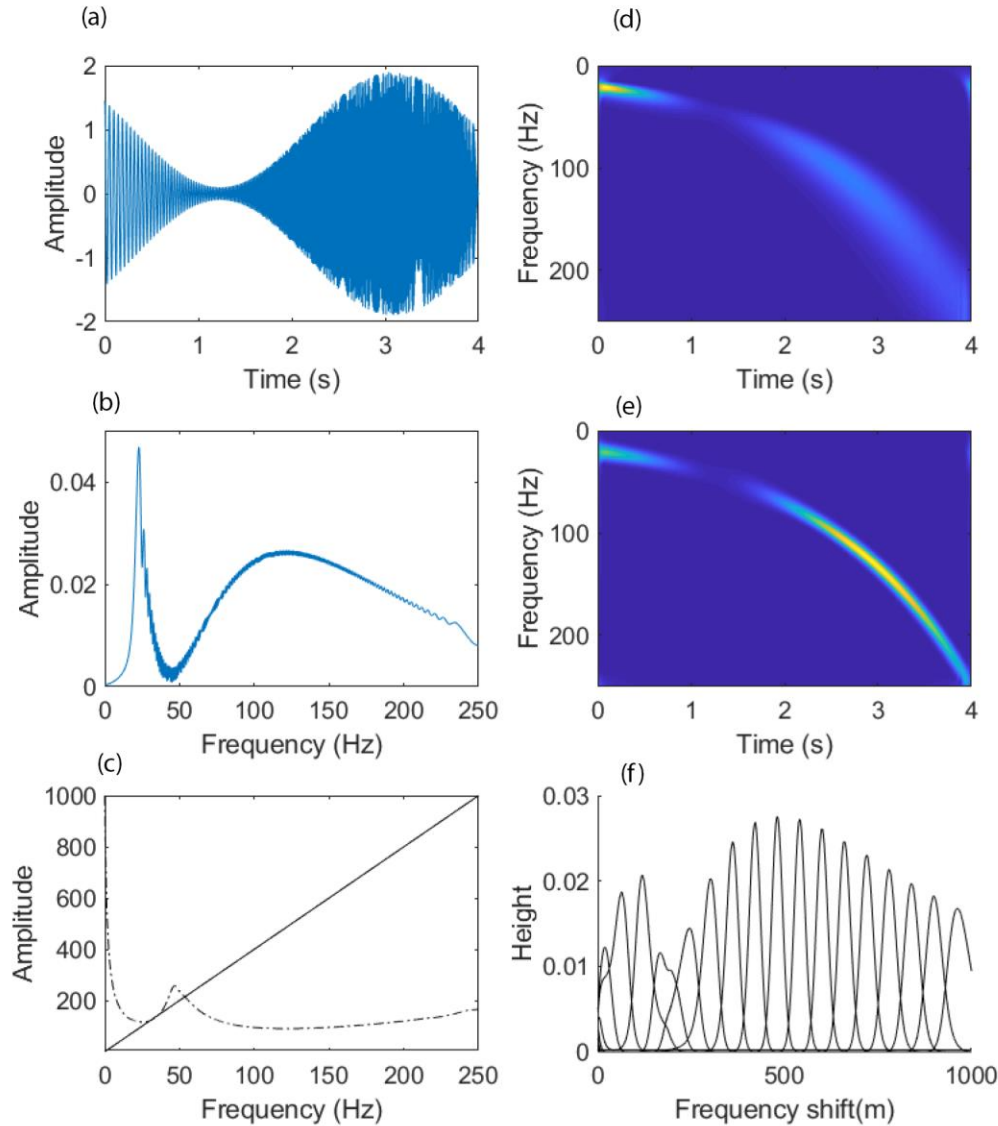 (a)
2
1
0
-1
-2
Amplitude
0 1 2 3 4
Time (s)
(b)
0.04
0.02
0
Amplitude
0 50 100 150 200 250
Frequency (Hz)
(c)
1000
800
600
400
200
Amplitude
0 50 100 150 200 250
Frequency (Hz)
(d)
0
100
200
Frequency (Hz)
0 1 2 3 4
Time (s)
(e)
0
100
200
Frequency (Hz)
0 1 2 3 4
Time (s)
(f)
0.03
0.02
0.01
0
Height
0 500 1000
Frequency shift(m)